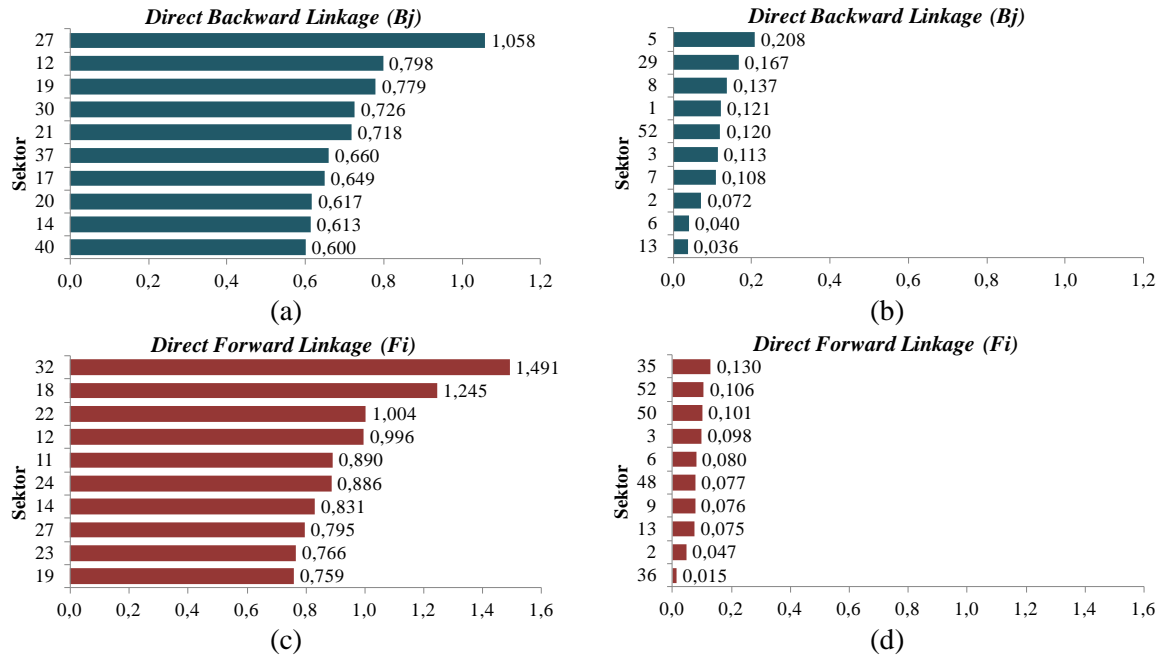 Direct Backward Linkage (Bj)
Sektor
27 1,058
12 0,798
19 0,779
30 0,726
21 0,718
37 0,660
17 0,649
20 0,617
14 0,613
40 0,600
0,0 0,2 0,4 0,6 0,8 1,0 1,2
(a)
Direct Backward Linkage (Bj)
Sektor
5 0,208
29 0,167
8 0,137
1 0,121
52 0,120
3 0,113
7 0,108
2 0,072
6 0,040
13 0,036
0,0 0,2 0,4 0,6 0,8 1,0 1,2
(b)
Direct Forward Linkage (Fi)
Sektor
32 1,491
18 1,245
22 1,004
12 0,996
11 0,890
24 0,886
14 0,831
27 0,795
23 0,766
19 0,759
0,0 0,2 0,4 0,6 0,8 1,0 1,2 1,4 1,6
(c)
Direct Forward Linkage (Fi)
Sektor
35 0,130
52 0,106
50 0,101
3 0,098
6 0,080
48 0,077
9 0,076
13 0,075
2 0,047
36 0,015
0,0 0,2 0,4 0,6 0,8 1,0 1,2 1,4 1,6
(d)